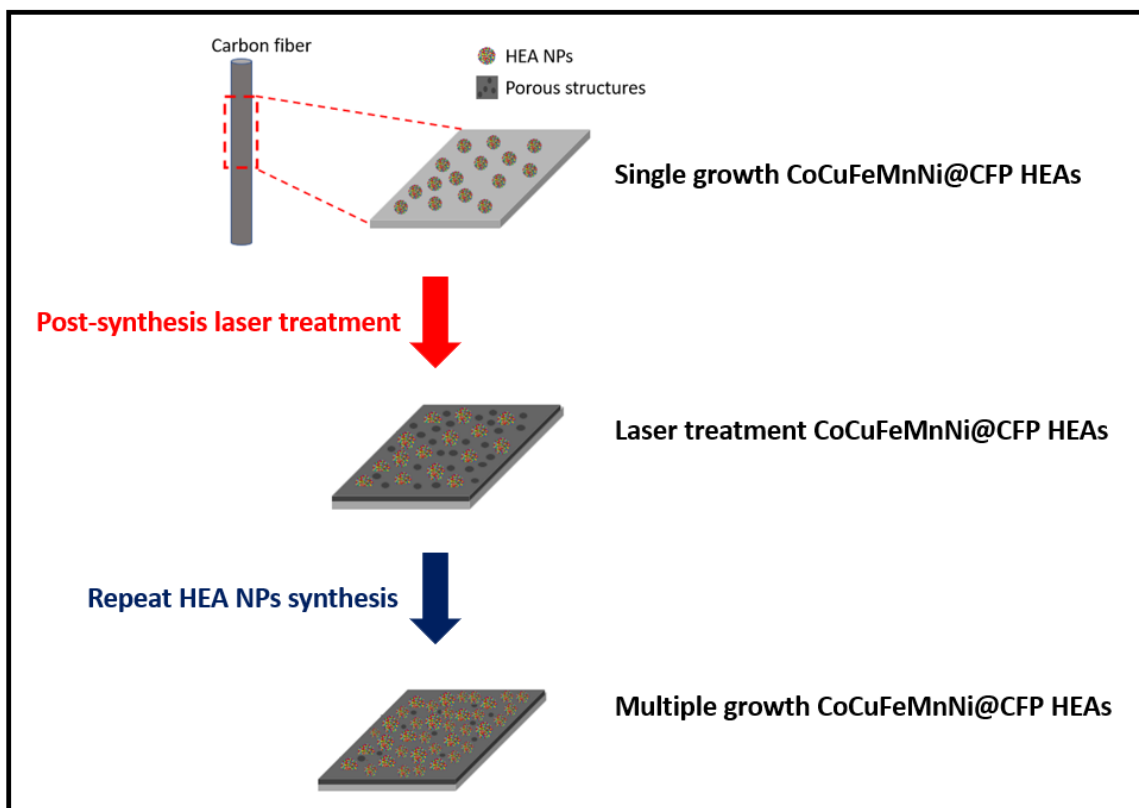 Carbon fiber
HEA NPs
Porous structures
Single growth CoCuFeMnNi@CFP HEAs
Post-synthesis laser treatment
Laser treatment CoCuFeMnNi@CFP HEAs
Repeat HEA NPs synthesis
Multiple growth CoCuFeMnNi@CFP HEAs